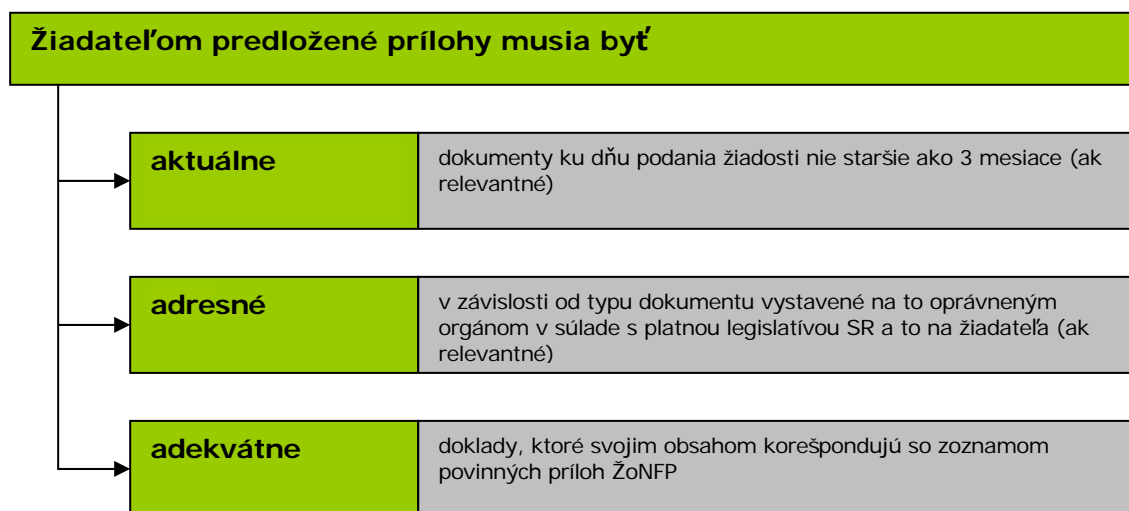 Žiadateľom predložené prílohy musia byť
aktuálne
dokumenty ku dňu podania žiadosti nie staršie ako 3 mesiace (ak
relevantné)
adresné
v závislosti od typu dokumentu vystavené na to oprávneným
orgánom v súlade s platnou legislatívou SR a to na žiadateľa (ak
relevantné)
adekvátne
doklady, ktoré svojim obsahom korešpondujú so zoznamom
povinných príloh ŽoNFP